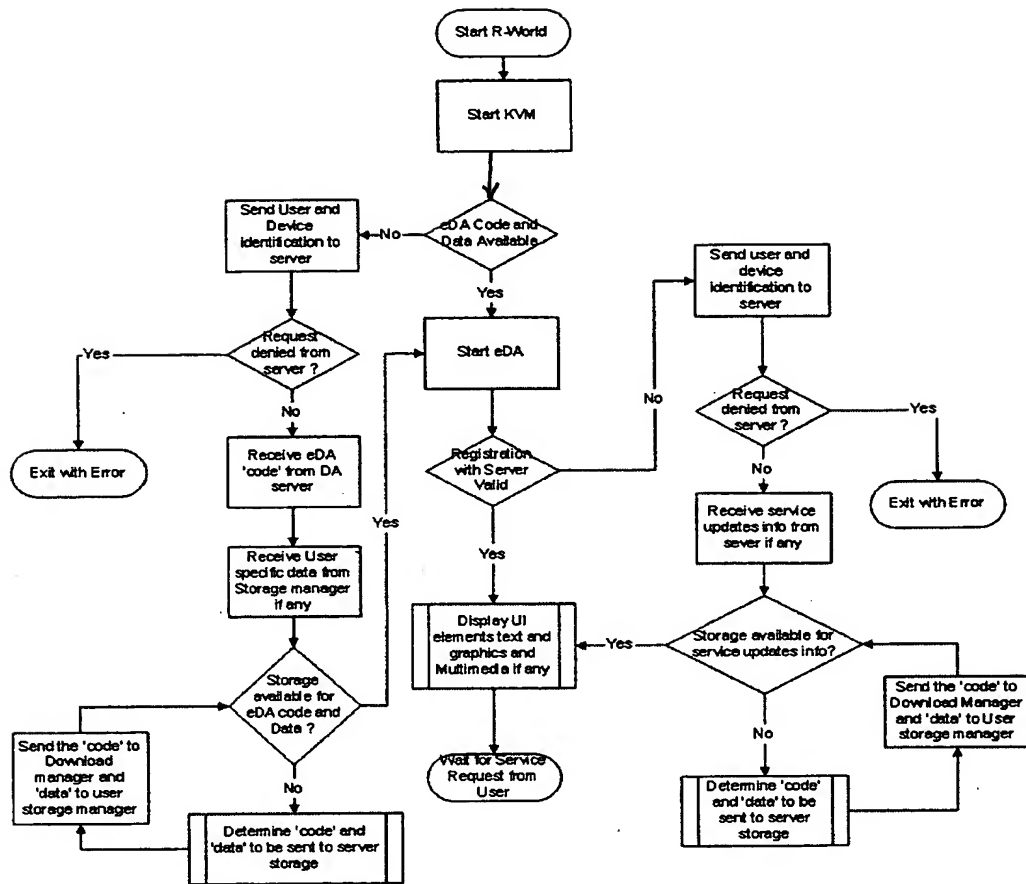 Start R-World
Start KVM
eDA Code and
Data Available
No
Yes
Send User and
Device
identification to
server
Request
denied from
server ?
Yes
No
Exit with Error
Receive eDA
'code' from DA
server
Receive User
specific data from
Storage manager
if any
Storage
available for
eDA code and
Data ?
Yes
No
Send the 'code' to
Download
manager and
'data' to user
storage manager
Determine 'code' and
'data' to be sent to server
storage
Start eDA
Registration
with Server
Valid
No
Yes
Display UI
elements text and
graphics and
Multimedia if any
Wait for Service
Request from
User
Send user and
device
identification to
server
Request
denied from
server ?
Yes
No
Exit with Error
Receive service
updates info from
sever if any
Storage available for
service updates info?
Yes
No
Send the 'code' to
Download Manager
and 'data' to User
storage manager
Determine 'code'
and 'data' to be
sent to server
storage